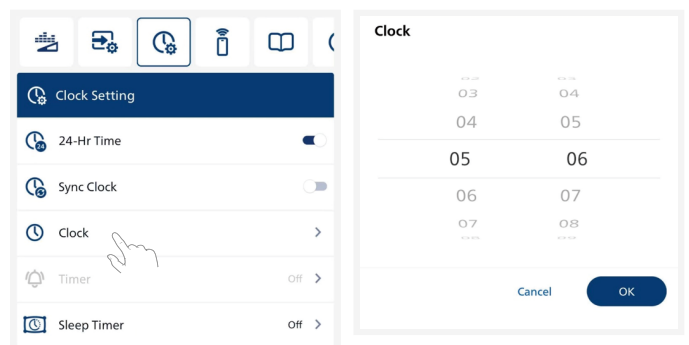 Clock Setting
24-Hr Time
Sync Clock
Clock
Timer Off
Sleep Timer Off
Clock
03 04
04 05
05 06
06 07
07 08
Cancel OK